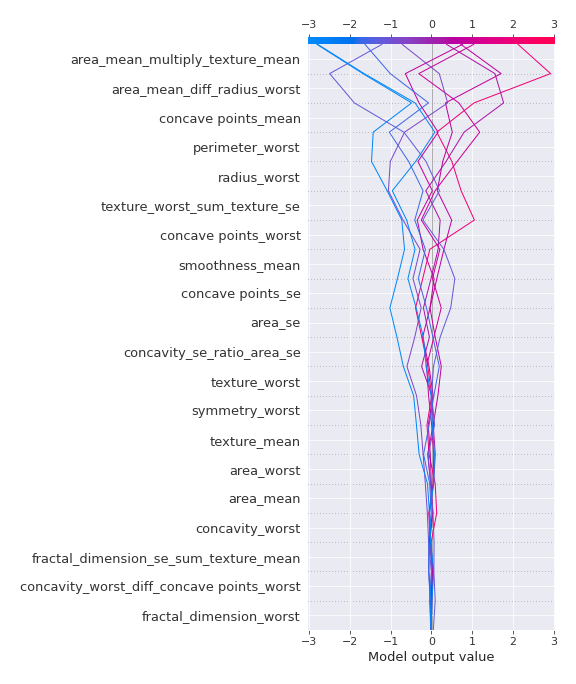 −3 −2 −1 0 1 2 3
area_mean_multiply_texture_mean
area_mean_diff_radius_worst
concave points_mean
perimeter_worst
radius_worst
texture_worst_sum_texture_se
concave points_worst
smoothness_mean
concave points_se
area_se
concavity_se_ratio_area_se
texture_worst
symmetry_worst
texture_mean
area_worst
area_mean
concavity_worst
fractal_dimension_se_sum_texture_mean
concavity_worst_diff_concave points_worst
fractal_dimension_worst
−3 −2 −1 0 1 2 3
Model output value